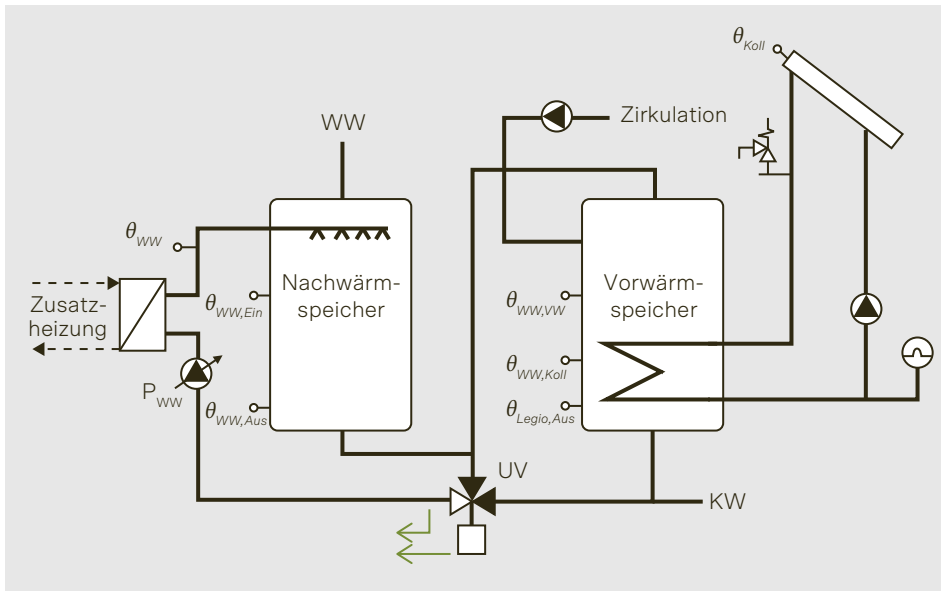 θKoll
Zirkulation
WW
θWW
Nachwärm-
speicher
Vorwärm-
speicher
Zusatz-
heizung
θWW,Ein
θWW,VW
θWW,Koll
PWW
θWW,Aus
θLegio,Aus
UV
KW